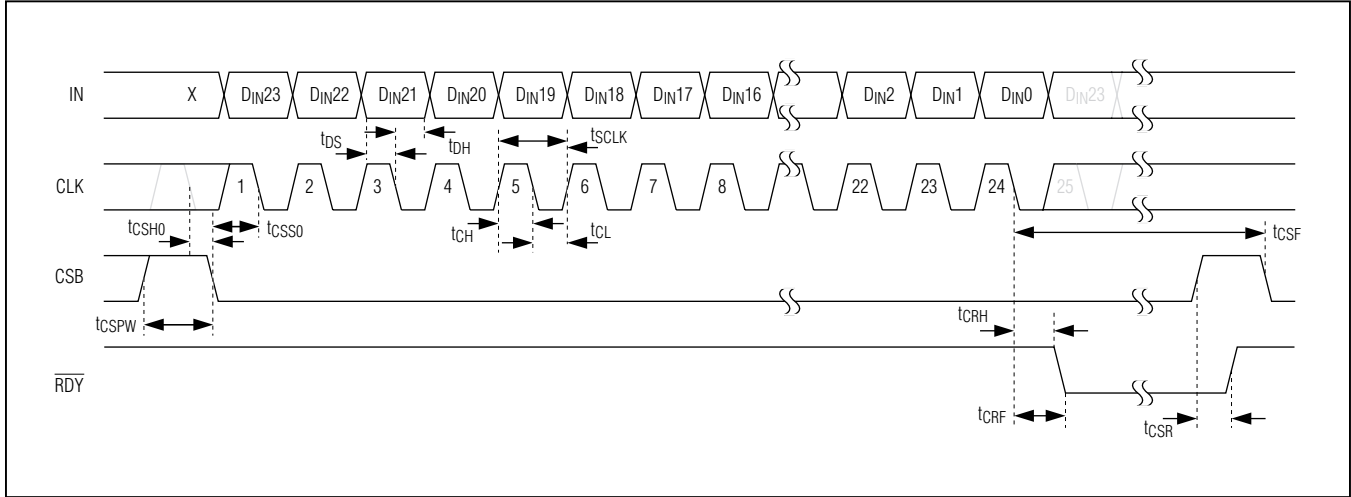 IN X DIN23 DIN22 DIN21 DIN20 DIN19 DIN18 DIN17 DIN16 DIN2 DIN1 DIN0 DIN23
tDS tDH tSCLK
CLK 1 2 3 4 5 6 7 8 22 23 24 25
tCSH0 tCSS0 tCH tCL tCSF
CSB
tCSPW tCRH
RDY
tCRF tCSR